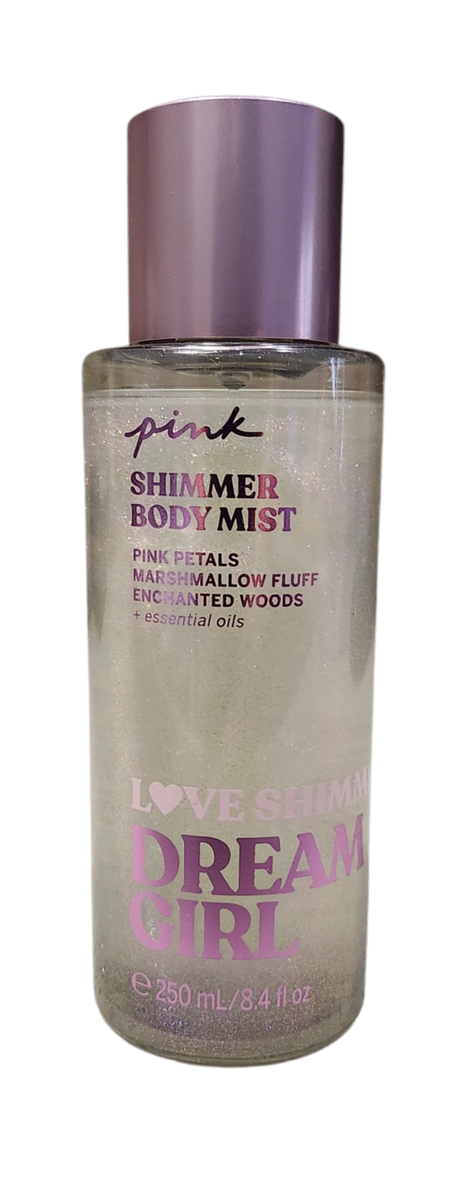 pink
SHIMMER
BODY MIST
PINK PETALS
MARSHMALLOW FLUFF
ENCHANTED WOODS
+ essential oils
LOVE
DREAM
GIRL
℮ 250 mL/8.4 fl oz